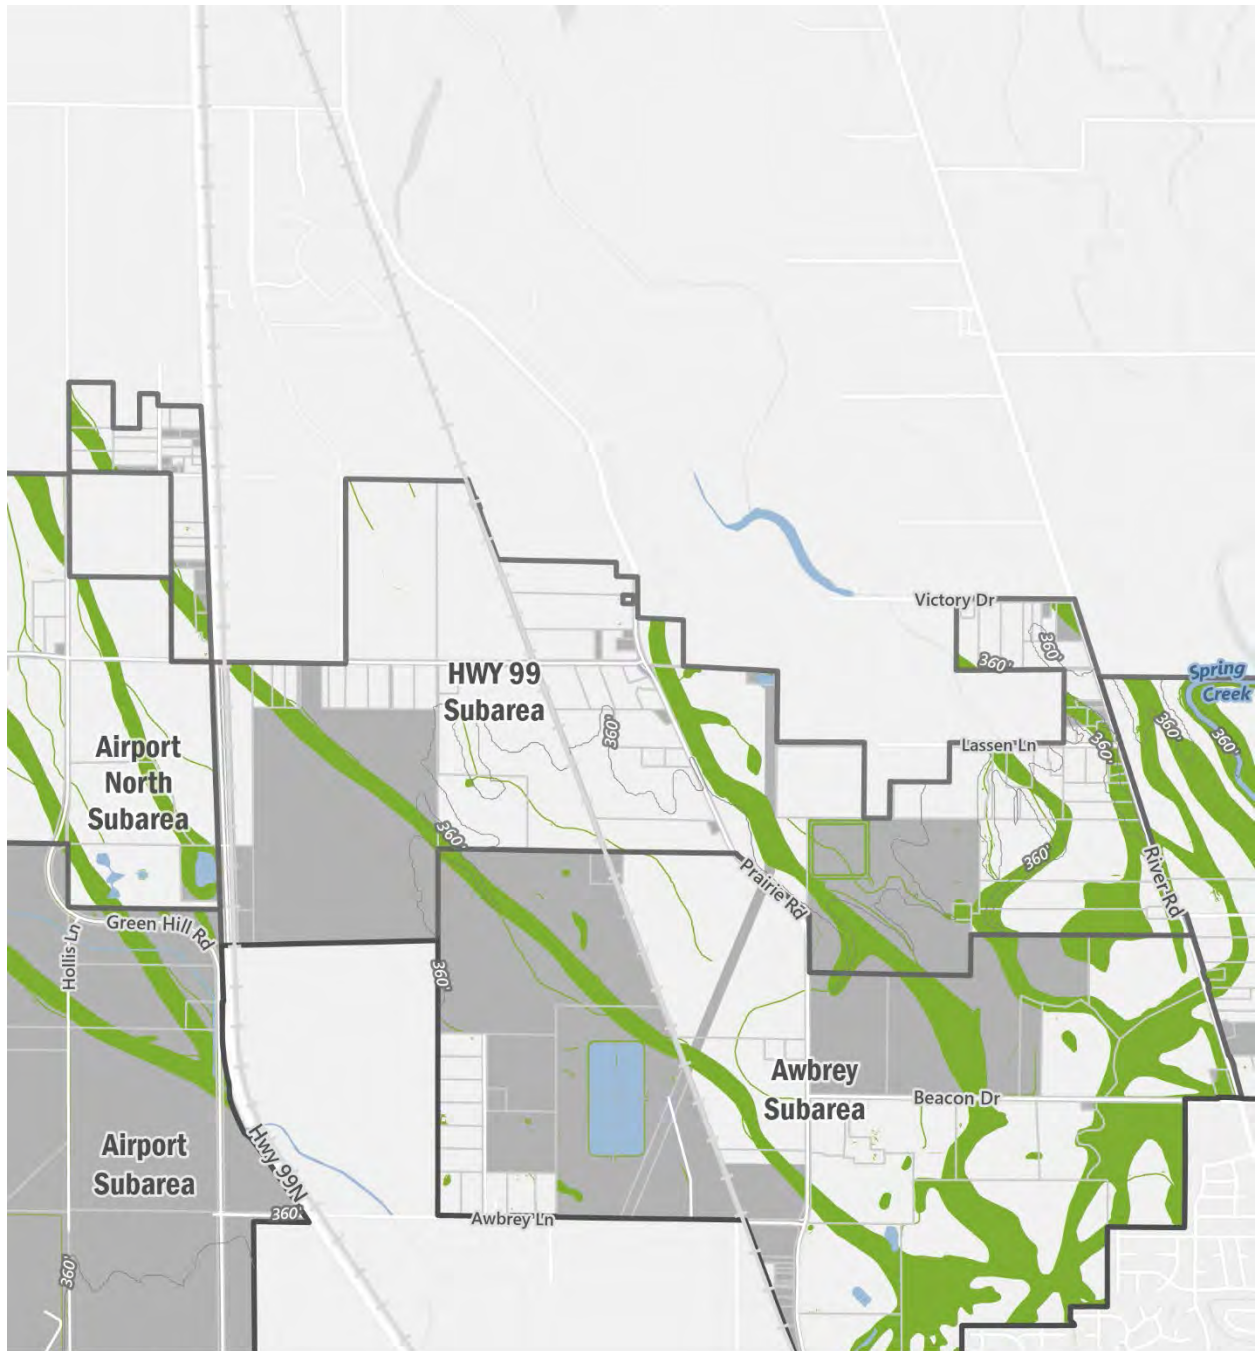 Victory Dr
360'
360'
Spring
Creek
HWY 99
Subarea
360'
360'
360'
360'
Lassen Ln
Airport
North
Subarea
360'
360'
Prairie Rd
River Rd
Green Hill Rd
Hollis Ln
360'
Awbrey
Subarea
Beacon Dr
Hwy 99N
Airport
Subarea
360'
Awbrey Ln
360'